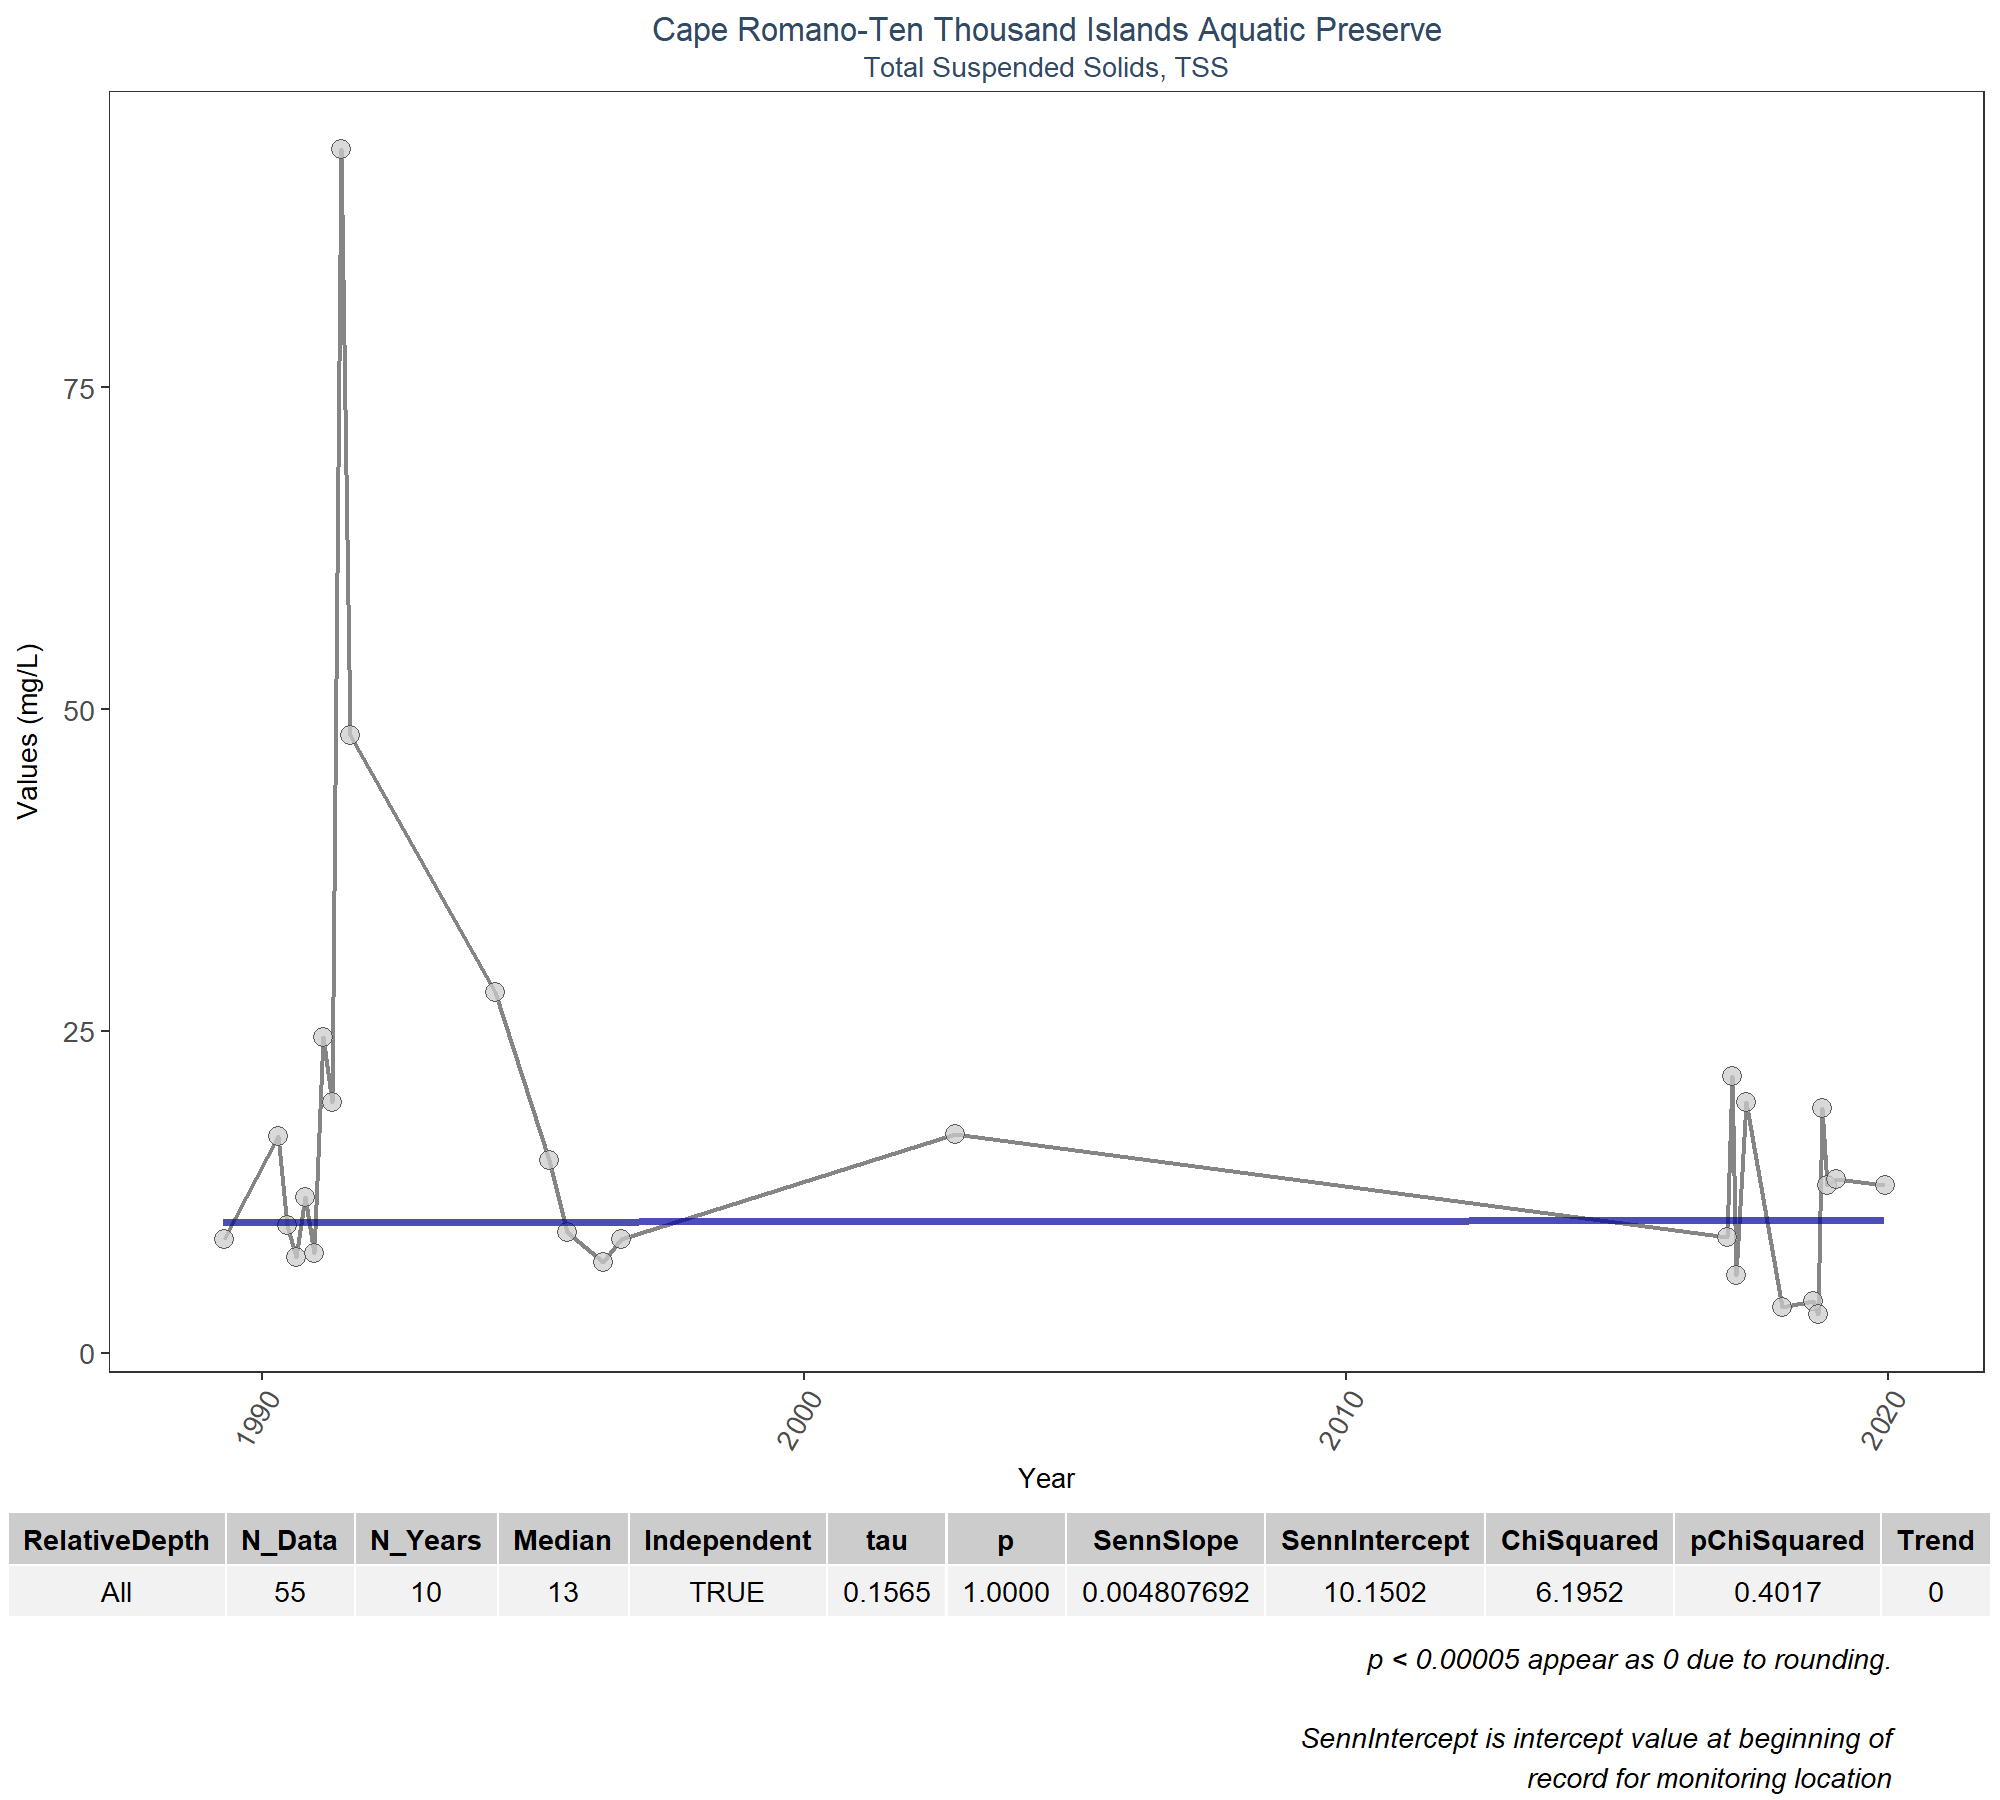 Cape Romano-Ten Thousand Islands Aquatic Preserve
Total Suspended Solids, TSS
Values (mg/L)
75
50
25
0
1990
2000
2010
2020
Year
RelativeDepth N_Data N_Years Median Independent tau p SennSlope SennIntercept ChiSquared pChiSquared Trend
All 55 10 13 TRUE 0.1565 1.0000 0.004807692 10.1502 6.1952 0.4017 0
p < 0.00005 appear as 0 due to rounding.
SennIntercept is intercept value at beginning of
record for monitoring location